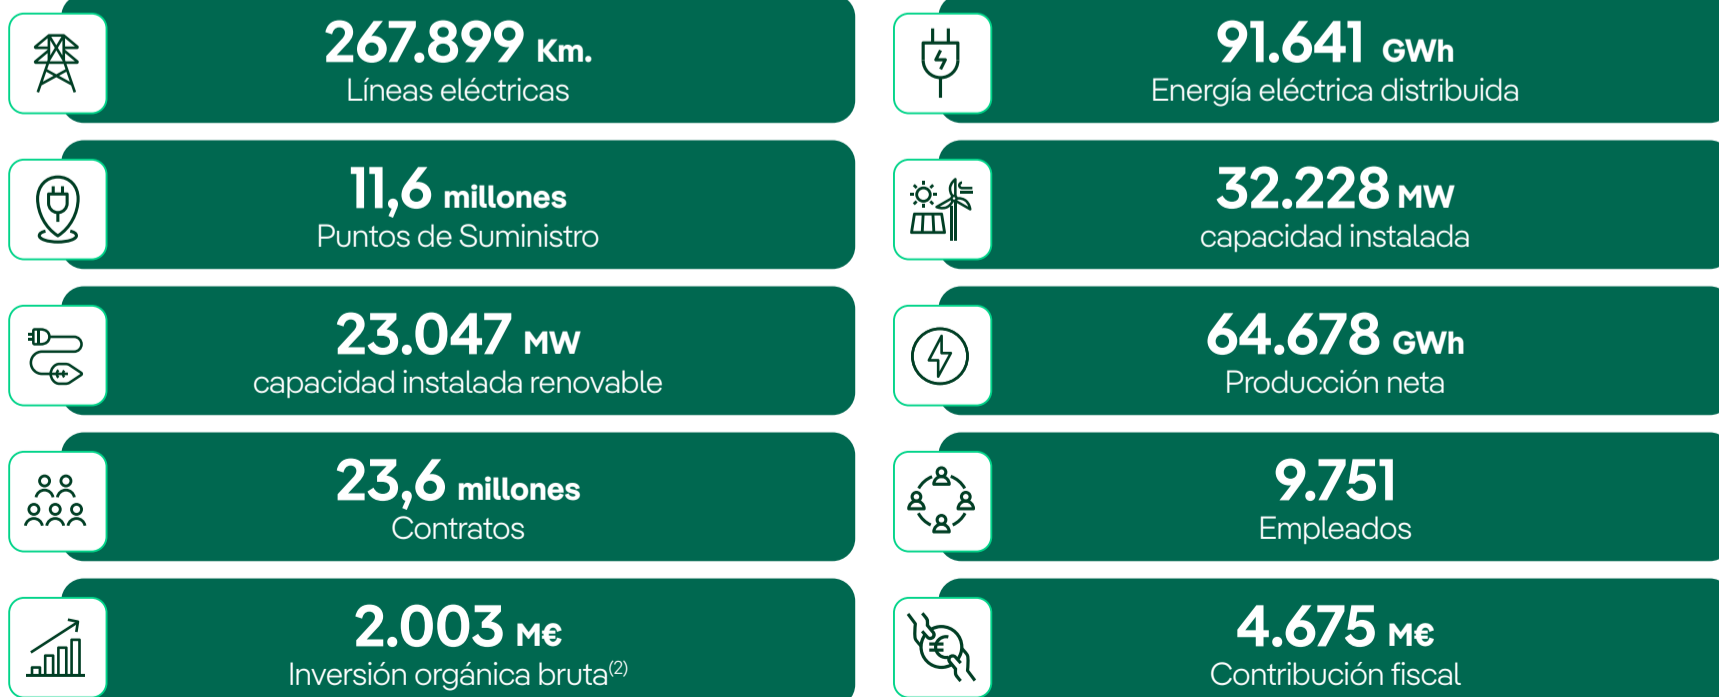 267.899 Km.
Líneas eléctricas
91.641 GWh
Energía eléctrica distribuida
11,6 millones
Puntos de Suministro
32.228 MW
capacidad instalada
23.047 MW
capacidad instalada renovable
64.678 GWh
Producción neta
23,6 millones
Contratos
9.751
Empleados
2.003 M€
Inversión orgánica bruta(2)
4.675 M€
Contribución fiscal